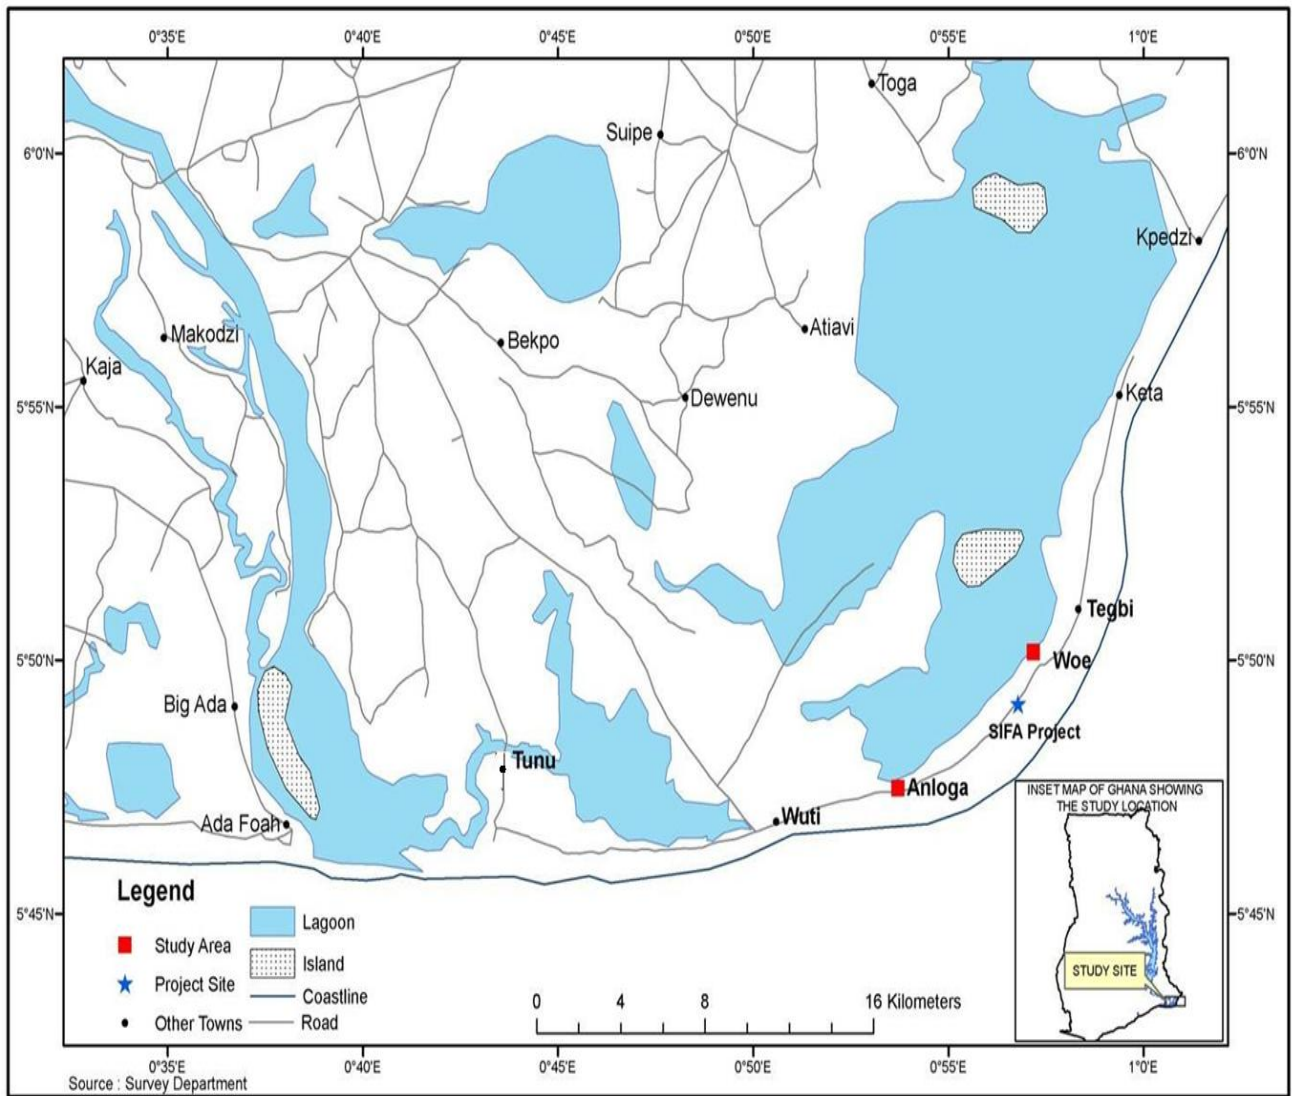 0°35'E 0°40'E 0°45'E 0°50'E 0°55'E 1°0'E
Toga
Suipe
6°0'N 6°0'N
Kpedzi
Makodzi
Atiavi
Bekpo
Kaja
Keta
Dewenu
5°55'N 5°55'N
Tegbi
5°50'N Woe 5°50'N
Big Ada
SIFA Project
Tunu
Anloga
Wuti
Ada Foah
INSET MAP OF GHANA SHOWING
THE STUDY LOCATION
STUDY SITE
5°45'N 5°45'N
Legend
Study Area
Project Site
Other Towns
Lagoon
Island
Coastline
Road
0 4 8 16 Kilometers
0°35'E 0°40'E 0°45'E 0°50'E 0°55'E 1°0'E
Source : Survey Department